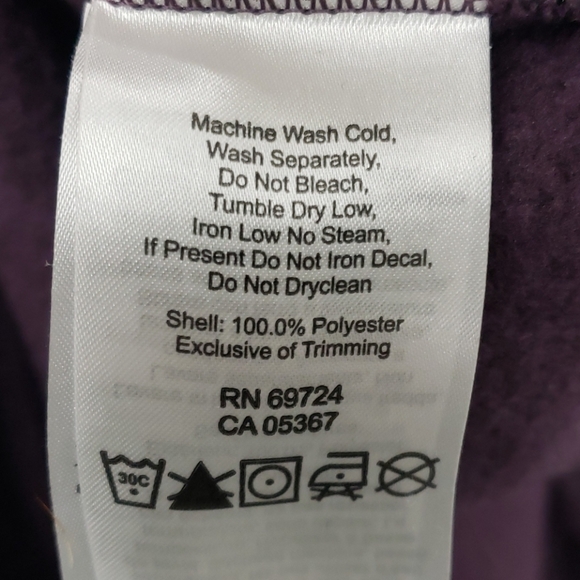 Machine Wash Cold,
Wash Separately,
Do Not Bleach,
Tumble Dry Low,
Iron Low No Steam,
If Present Do Not Iron Decal,
Do Not Dryclean
Shell: 100.0% Polyester
Exclusive of Trimming
RN 69724
CA 05367
30C